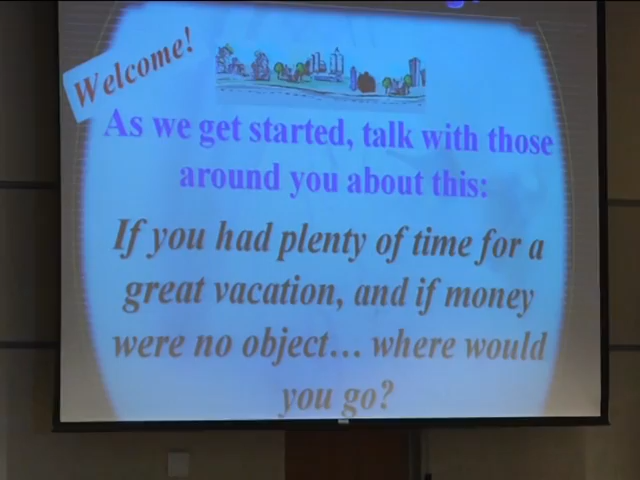 Welcome!
As we get started, talk with those
around you about this:
If you had plenty of time for a
great vacation, and if money
were no object... where would
you go?